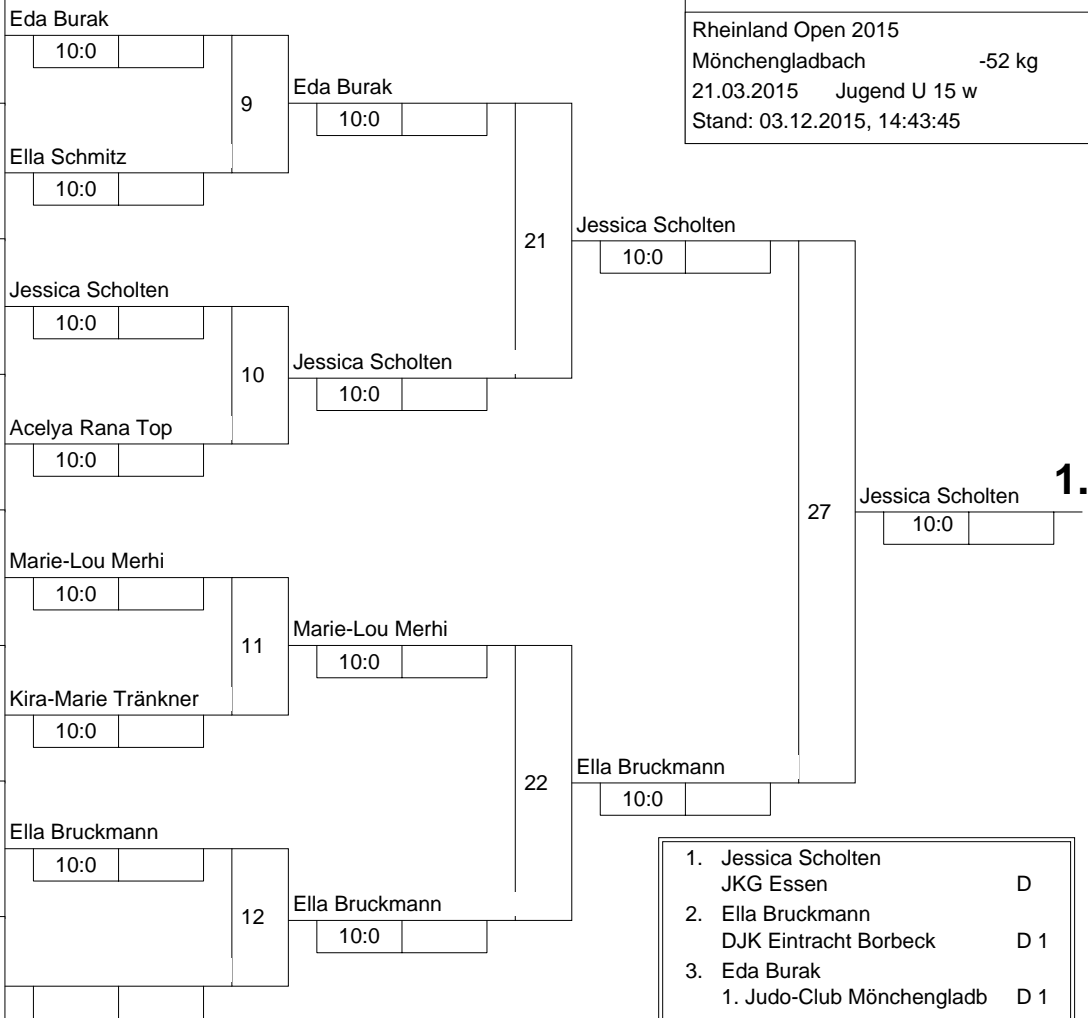 Eda Burak
10:0
Rheinland Open 2015
Mönchengladbach -52 kg
21.03.2015 Jugend U 15 w
Stand: 03.12.2015, 14:43:45
9
Eda Burak
10:0
Ella Schmitz
10:0
21
Jessica Scholten
10:0
Jessica Scholten
10:0
10
Jessica Scholten
10:0
Acelya Rana Top
10:0
27
Jessica Scholten 1.
10:0
Marie-Lou Merhi
10:0
11
Marie-Lou Merhi
10:0
Kira-Marie Tränkner
10:0
22
Ella Bruckmann
10:0
Ella Bruckmann
10:0
12
Ella Bruckmann
10:0
1. Jessica Scholten
JKG Essen D
2. Ella Bruckmann
DJK Eintracht Borbeck D 1
3. Eda Burak
1. Judo-Club Mönchengladb D 1